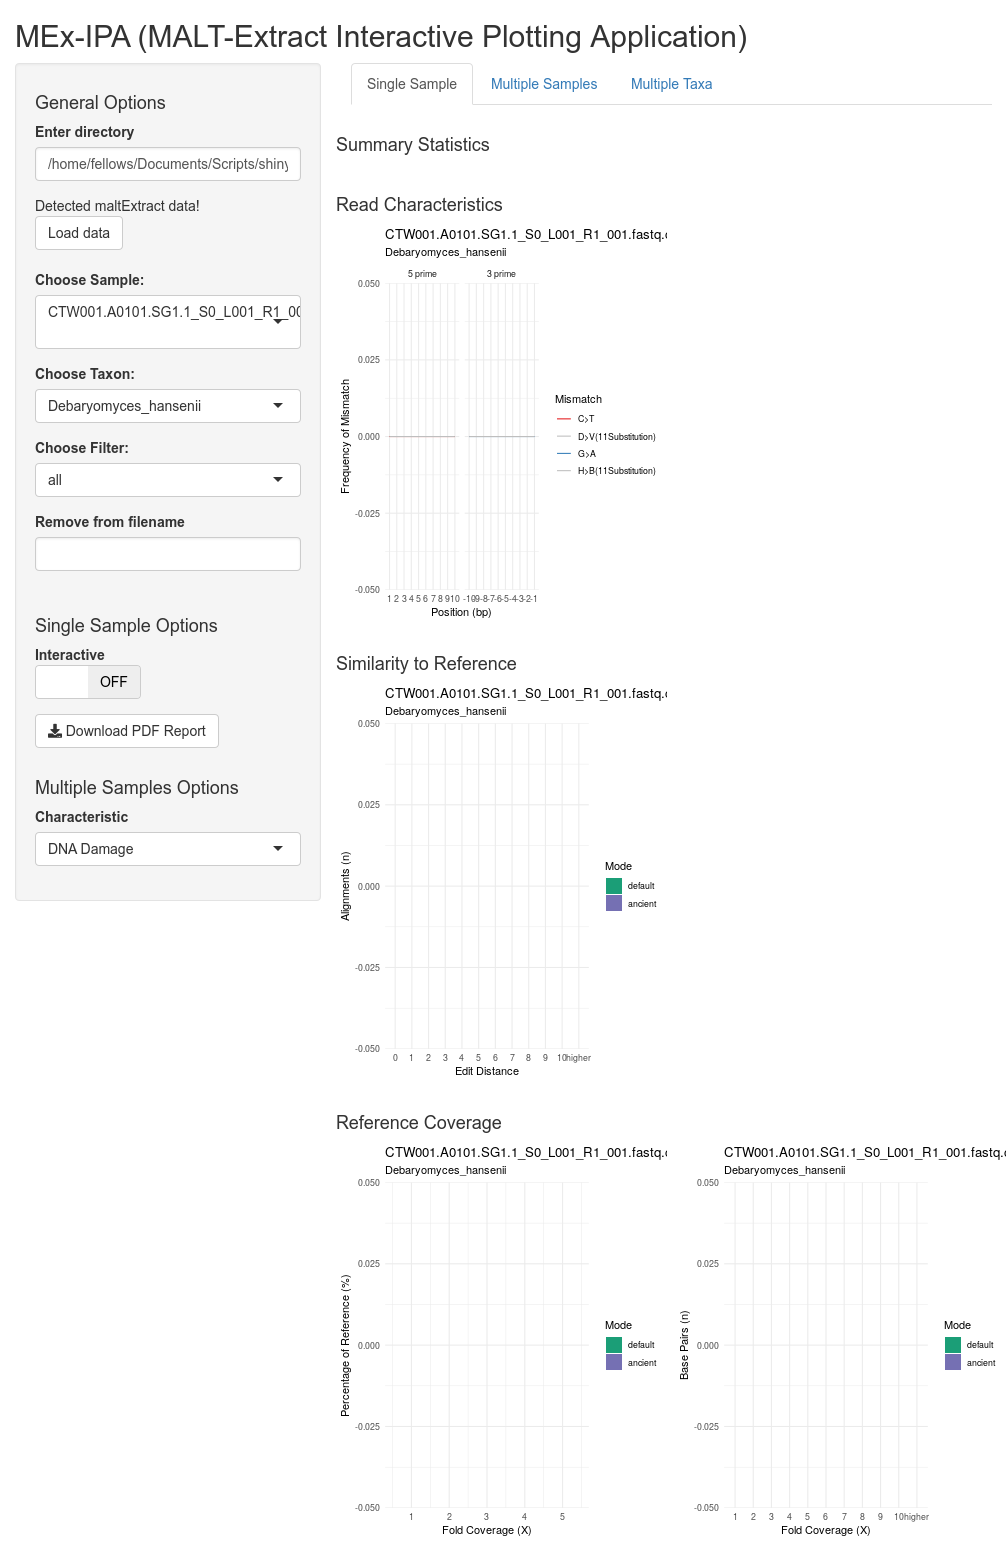 MEx-IPA (MALT-Extract Interactive Plotting Application)
General Options
Enter directory
/home/fellows/Documents/Scripts/shiny
Detected maltExtract data!
Load data
Choose Sample:
CTW001.A0101.SG1.1_S0_L001_R1_00
Choose Taxon:
Debaryomyces_hansenii
Choose Filter:
all
Remove from filename
Single Sample Options
Interactive
OFF
Download PDF Report
Multiple Samples Options
Characteristic
DNA Damage
Single Sample Multiple Samples Multiple Taxa
Summary Statistics
Read Characteristics
CTW001.A0101.SG1.1_S0_L001_R1_001.fastq.c
Debaryomyces_hansenii
5 prime 3 prime
0.050
0.025
0.000
-0.025
-0.050
Frequency of Mismatch
1 2 3 4 5 6 7 8 9 10 -10 -9 -8 -7 -6 -5 -4 -3 -2 -1
Position (bp)
Mismatch
C>T
D>V(11Substitution)
G>A
H>B(11Substitution)
Similarity to Reference
CTW001.A0101.SG1.1_S0_L001_R1_001.fastq.c
Debaryomyces_hansenii
0.050
0.025
0.000
-0.025
-0.050
Alignments (n)
0 1 2 3 4 5 6 7 8 9 10 higher
Edit Distance
Mode
default
ancient
Reference Coverage
CTW001.A0101.SG1.1_S0_L001_R1_001.fastq.c
Debaryomyces_hansenii
0.050
0.025
0.000
-0.025
-0.050
Percentage of Reference (%)
1 2 3 4 5
Fold Coverage (X)
Mode
default
ancient
CTW001.A0101.SG1.1_S0_L001_R1_001.fastq.c
Debaryomyces_hansenii
0.050
0.025
0.000
-0.025
-0.050
Base Pairs (n)
1 2 3 4 5 6 7 8 9 10 higher
Fold Coverage (X)
Mode
default
ancient